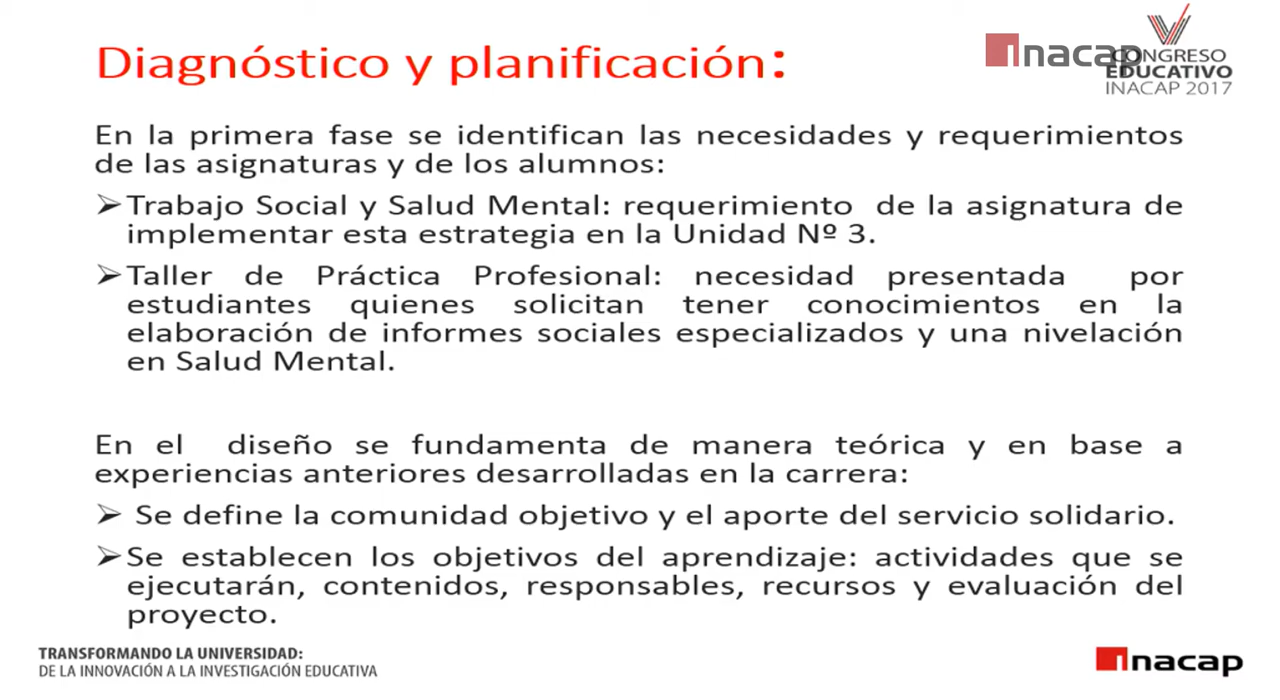 Diagnóstico y planificación:
inacap
CONGRESO
EDUCATIVO
INACAP 2017
En la primera fase se identifican las necesidades y requerimientos
de las asignaturas y de los alumnos:
➢Trabajo Social y Salud Mental: requerimiento de la asignatura de
implementar esta estrategia en la Unidad Nº 3.
➢Taller de Práctica Profesional: necesidad presentada por
estudiantes quienes solicitan tener conocimientos en la
elaboración de informes sociales especializados y una nivelación
en Salud Mental.
En el diseño se fundamenta de manera teórica y en base a
experiencias anteriores desarrolladas en la carrera:
➢ Se define la comunidad objetivo y el aporte del servicio solidario.
➢Se establecen los objetivos del aprendizaje: actividades que se
ejecutarán, contenidos, responsables, recursos y evaluación del
proyecto.
TRANSFORMANDO LA UNIVERSIDAD:
DE LA INNOVACIÓN A LA INVESTIGACIÓN EDUCATIVA
inacap